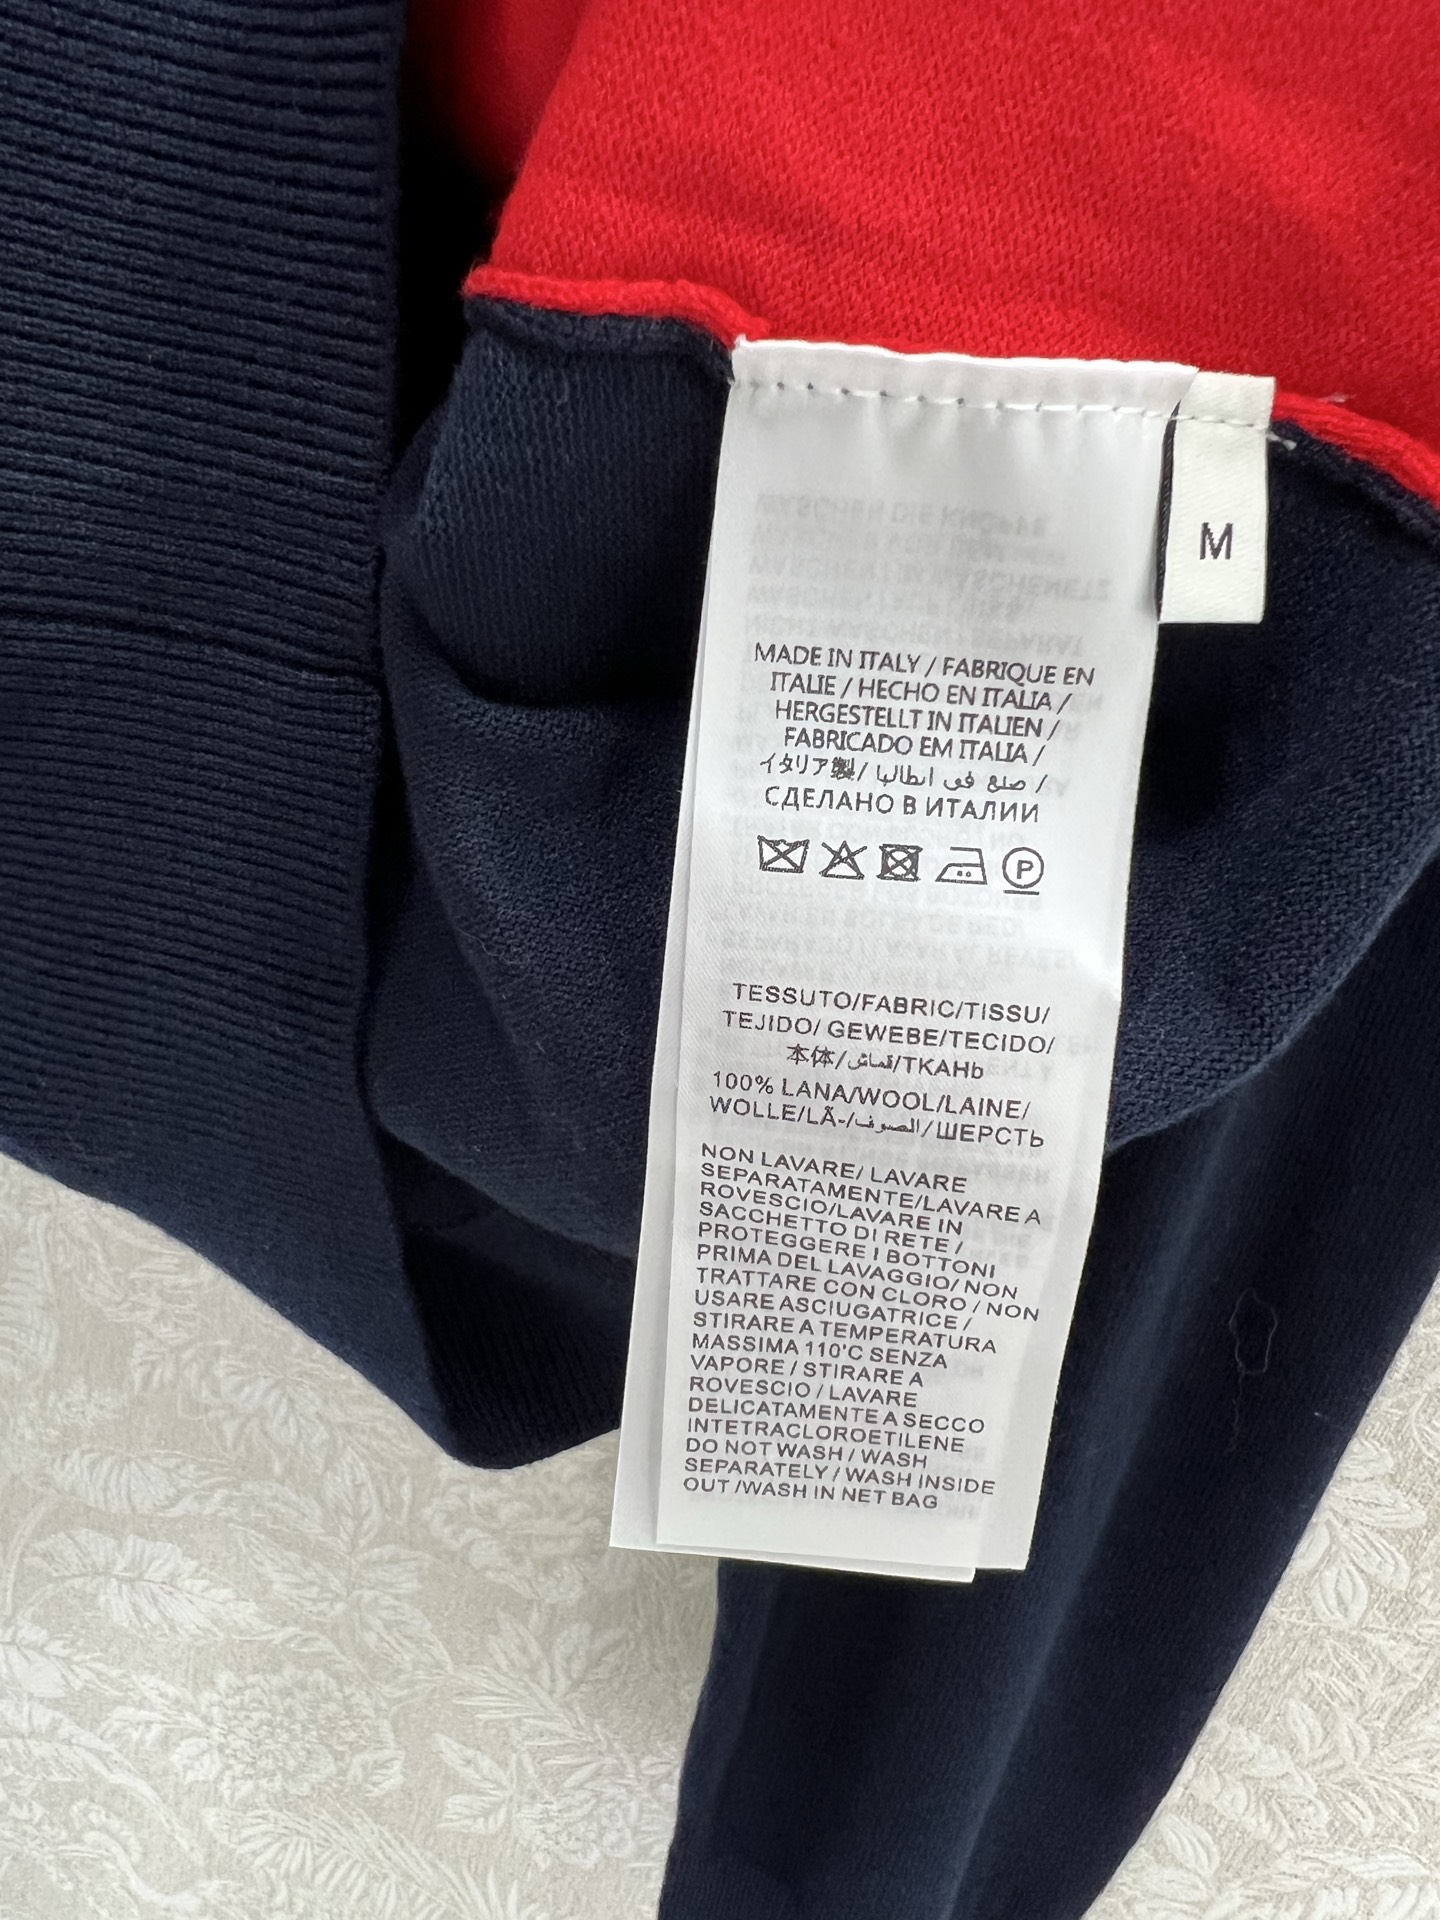 M
MADE IN ITALY / FABRIQUE EN
ITALIE / HECHO EN ITALIA /
HERGESTELLT IN ITALIEN /
FABRICADO EM ITALIA /
イタリア製/ صنع في ايطاليا /
СДЕЛАНО В ИТАЛИИ
P
TESSUTO/FABRIC/TISSU/
TEJIDO/ GEWEBE/TECIDO/
本体/قماش/ТКАНЬ
100% LANA/WOOL/LAINE/
WOLLE/LÃ-/الصوف/ШЕРСТЬ
NON LAVARE/ LAVARE
SEPARATAMENTE/LAVARE A
ROVESCIO/LAVARE IN
SACCHETTO DI RETE /
PROTEGGERE I BOTTONI
PRIMA DEL LAVAGGIO/ NON
TRATTARE CON CLORO / NON
USARE ASCIUGATRICE /
STIRARE A TEMPERATURA
MASSIMA 110'C SENZA
VAPORE / STIRARE A
ROVESCIO / LAVARE
DELICATAMENTE A SECCO
INTETRACLOROETILENE
DO NOT WASH / WASH
SEPARATELY / WASH INSIDE
OUT /WASH IN NET BAG